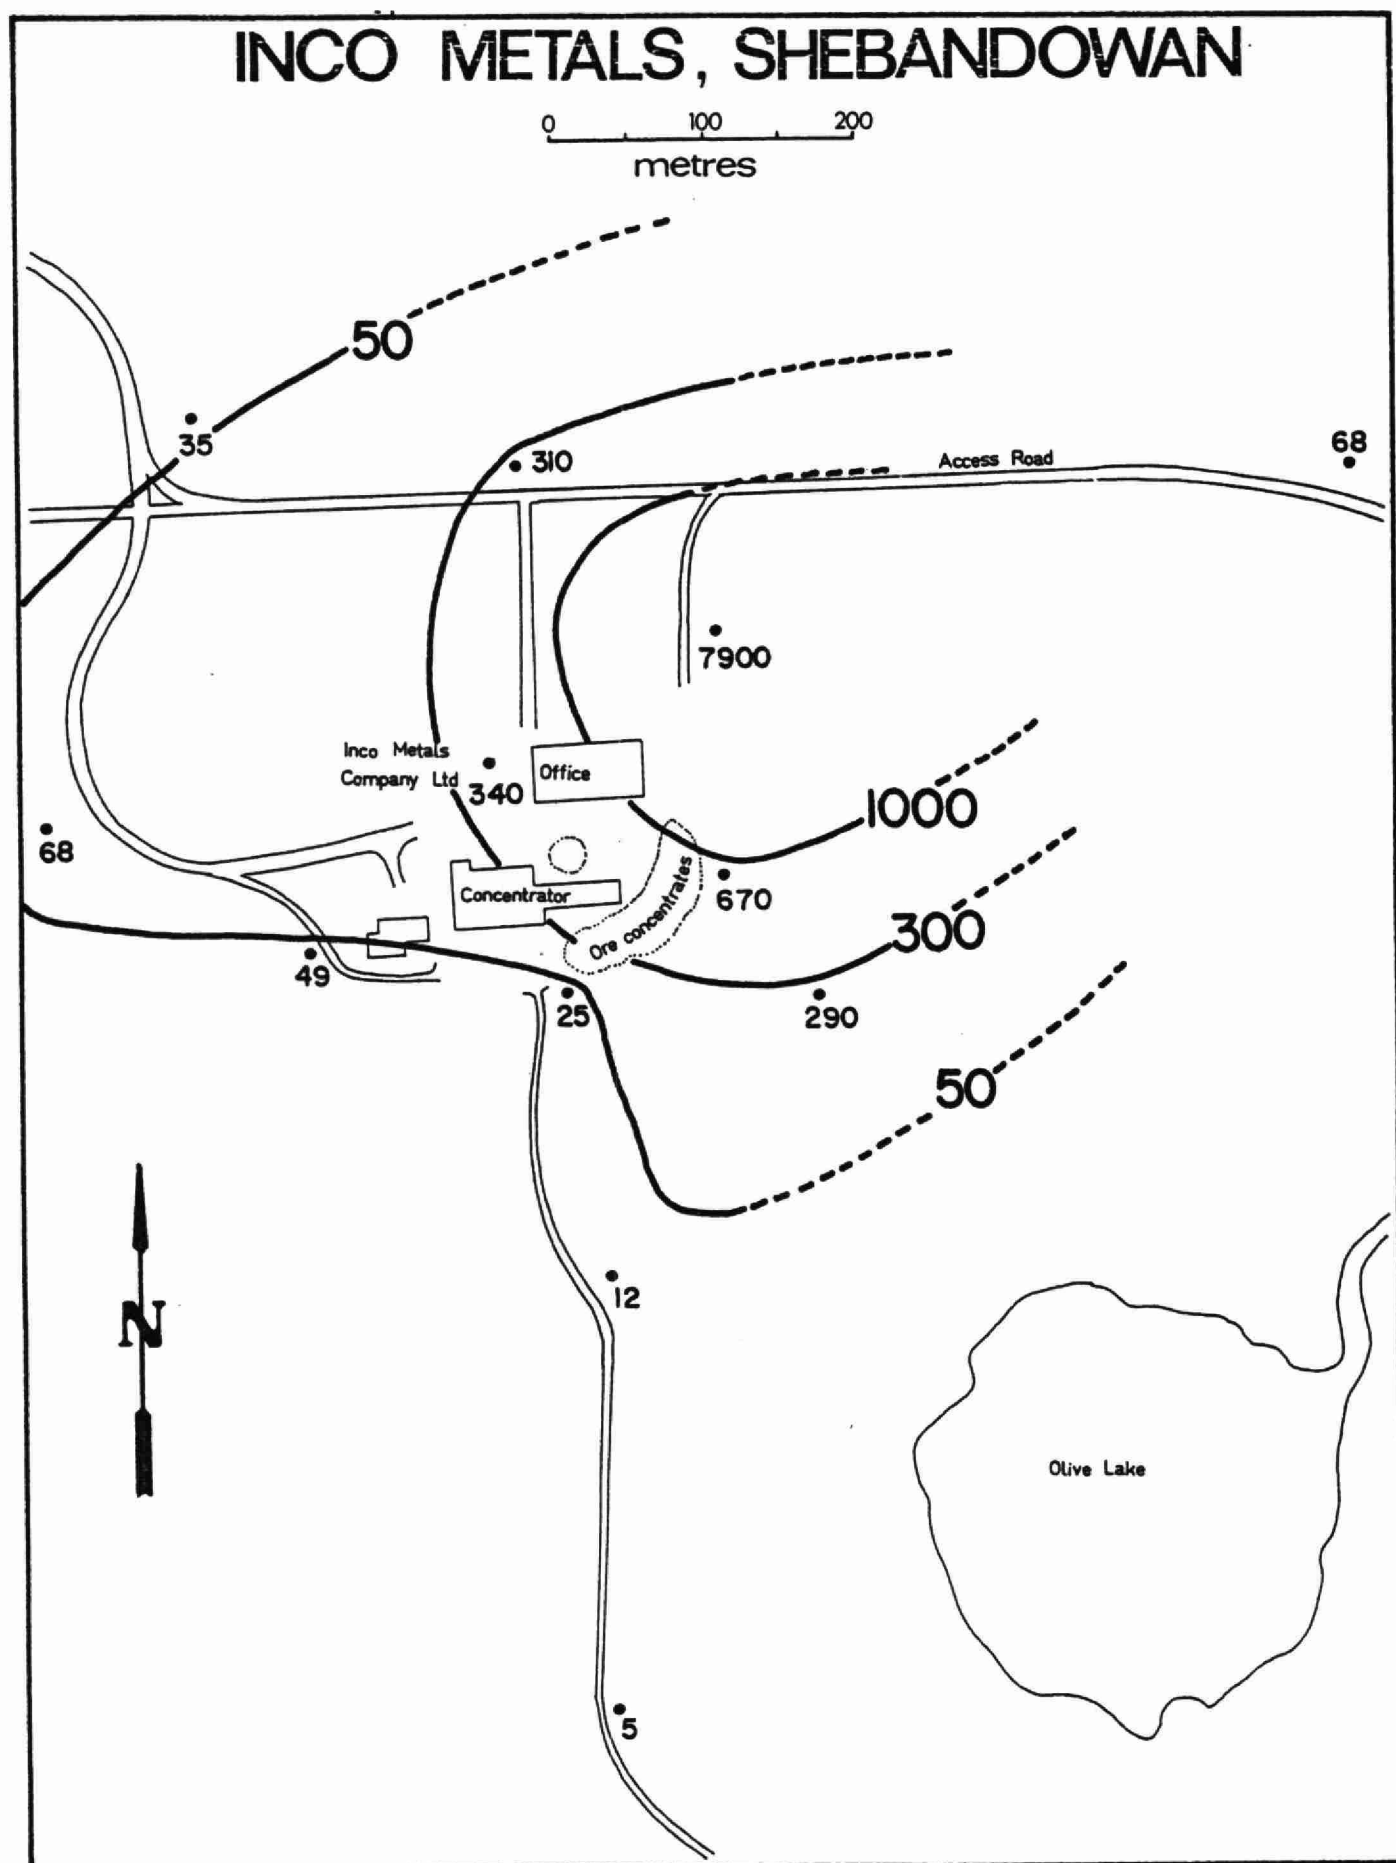 INCO METALS, SHEBANDOWAN
0 100 200
metres
50
35
310
Access Road
68
7900
Inco Metals
Company Ltd
340
Office
1000
68
Concentrator
Ore concentrates
670
300
49
25
290
50
N
12
Olive Lake
5